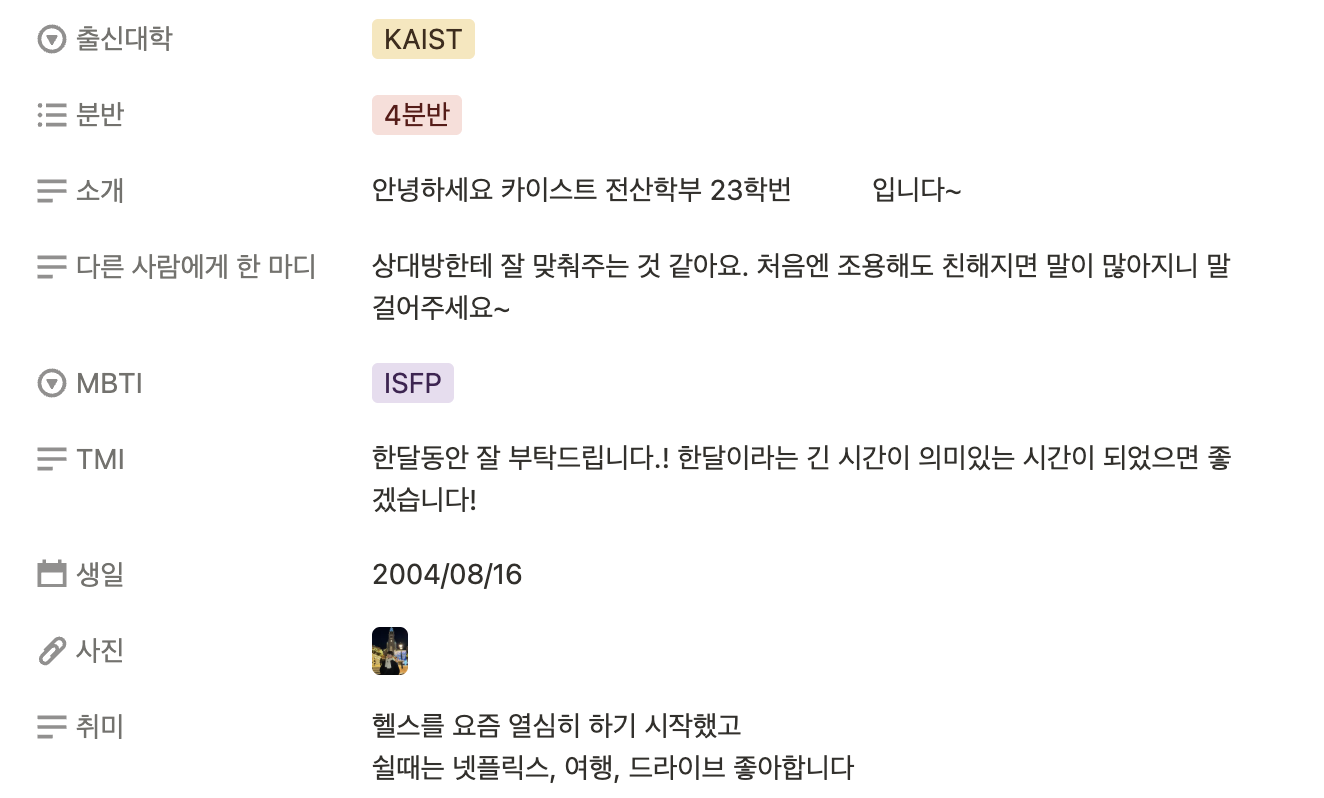 출신대학 KAIST
분반 4분반
소개 안녕하세요 카이스트 전산학부 23학번 입니다~
다른 사람에게 한 마디 상대방한테 잘 맞춰주는 것 같아요. 처음엔 조용해도 친해지면 말이 많아지니 말
걸어주세요~
MBTI ISFP
TMI 한달동안 잘 부탁드립니다.! 한달이라는 긴 시간이 의미있는 시간이 되었으면 좋
겠습니다!
생일 2004/08/16
사진
취미 헬스를 요즘 열심히 하기 시작했고
쉴때는 넷플릭스, 여행, 드라이브 좋아합니다